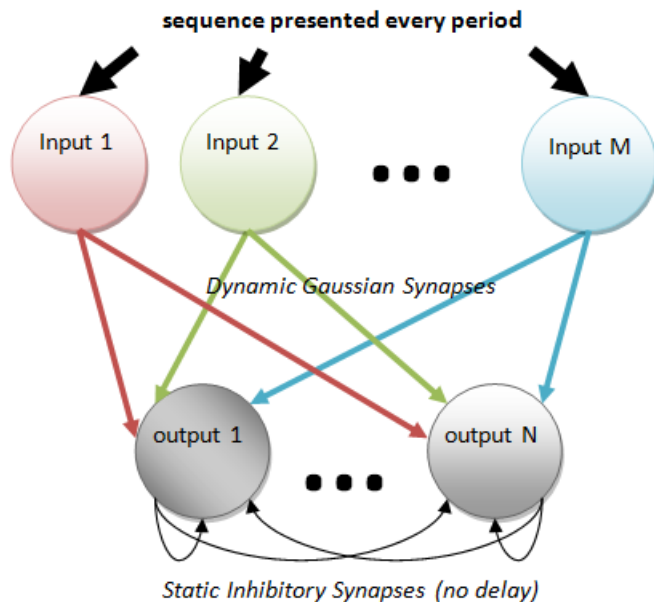 sequence presented every period
Input 1
Input 2
Input M
Dynamic Gaussian Synapses
output 1
output N
Static Inhibitory Synapses (no delay)